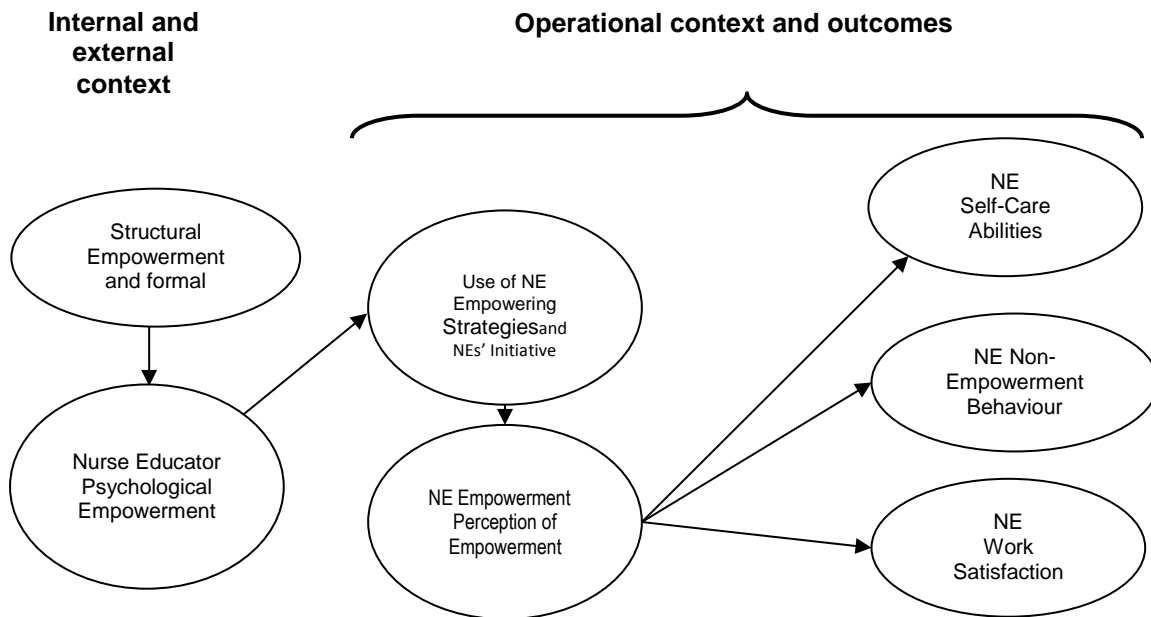 Internal and
external
context
Operational context and outcomes
Structural
Empowerment
and formal
Nurse Educator
Psychological
Empowerment
Use of NE
Empowering
Strategiesand
NEs’ Initiative
NE Empowerment
Perception of
Empowerment
NE
Self-Care
Abilities
NE Non-
Empowerment
Behaviour
NE
Work
Satisfaction